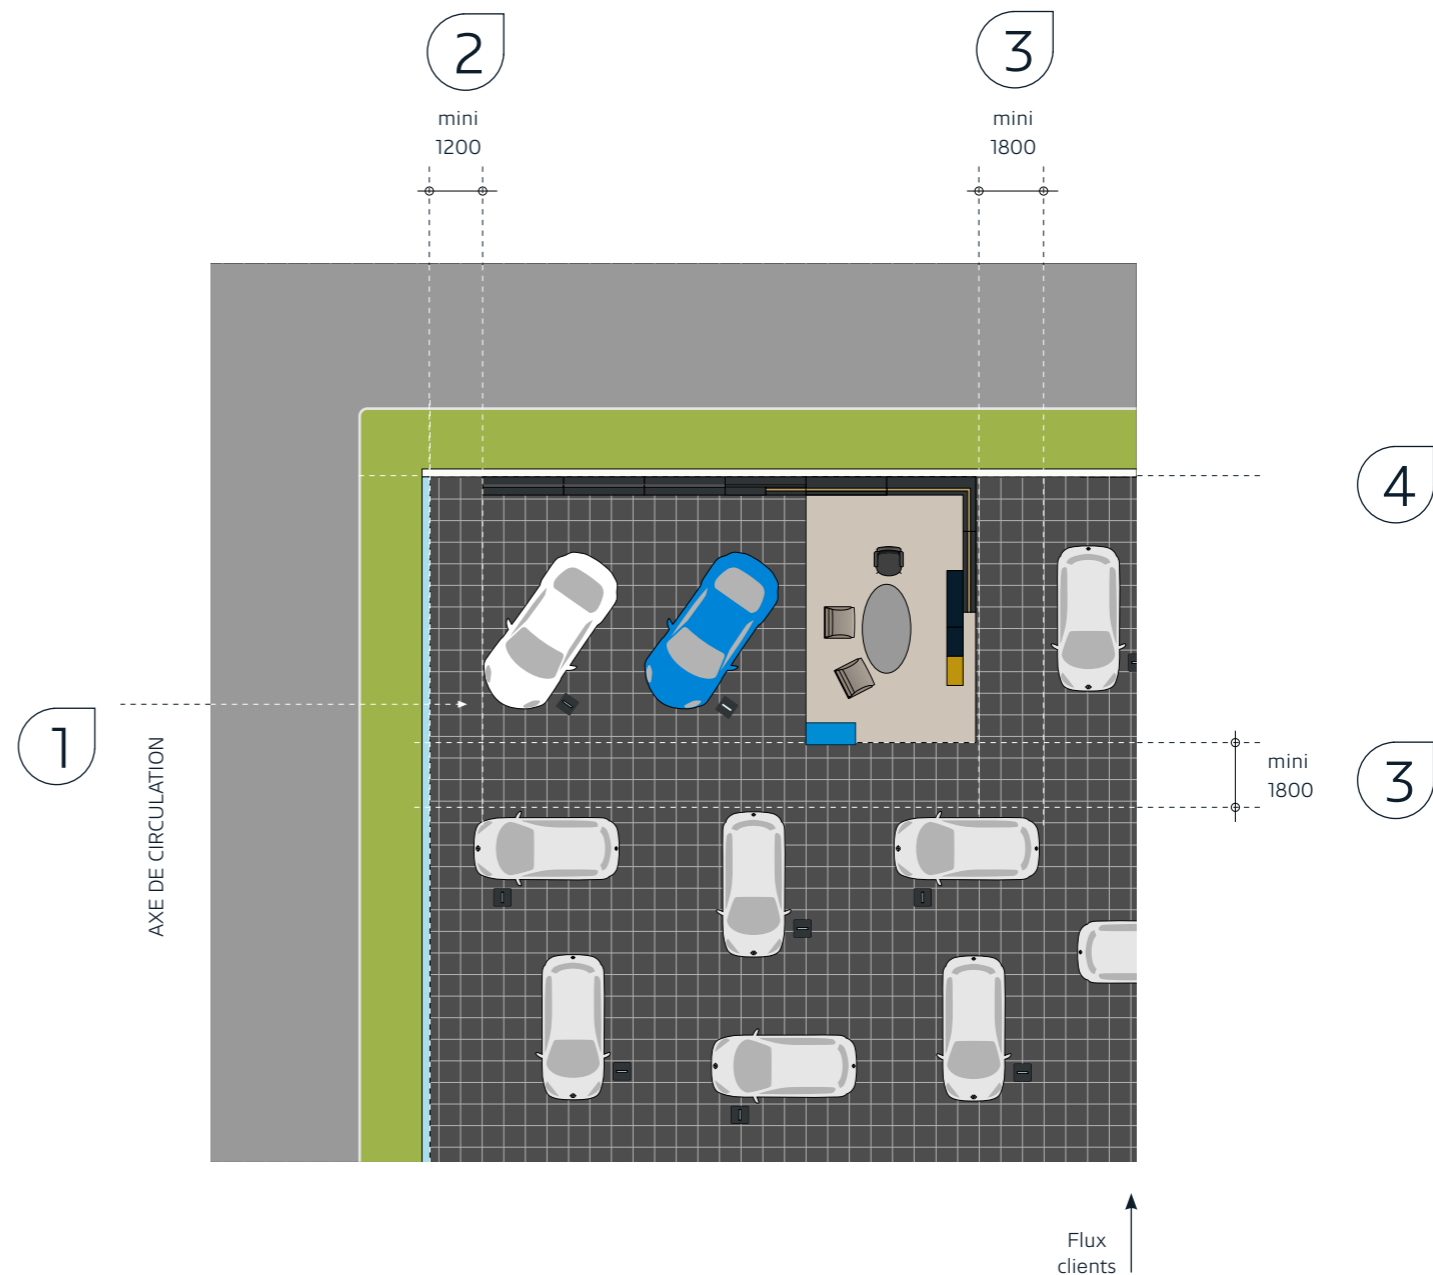 2
3
mini
1200
mini
1800
4
1
AXE DE CIRCULATION
mini
1800
3
Flux
clients